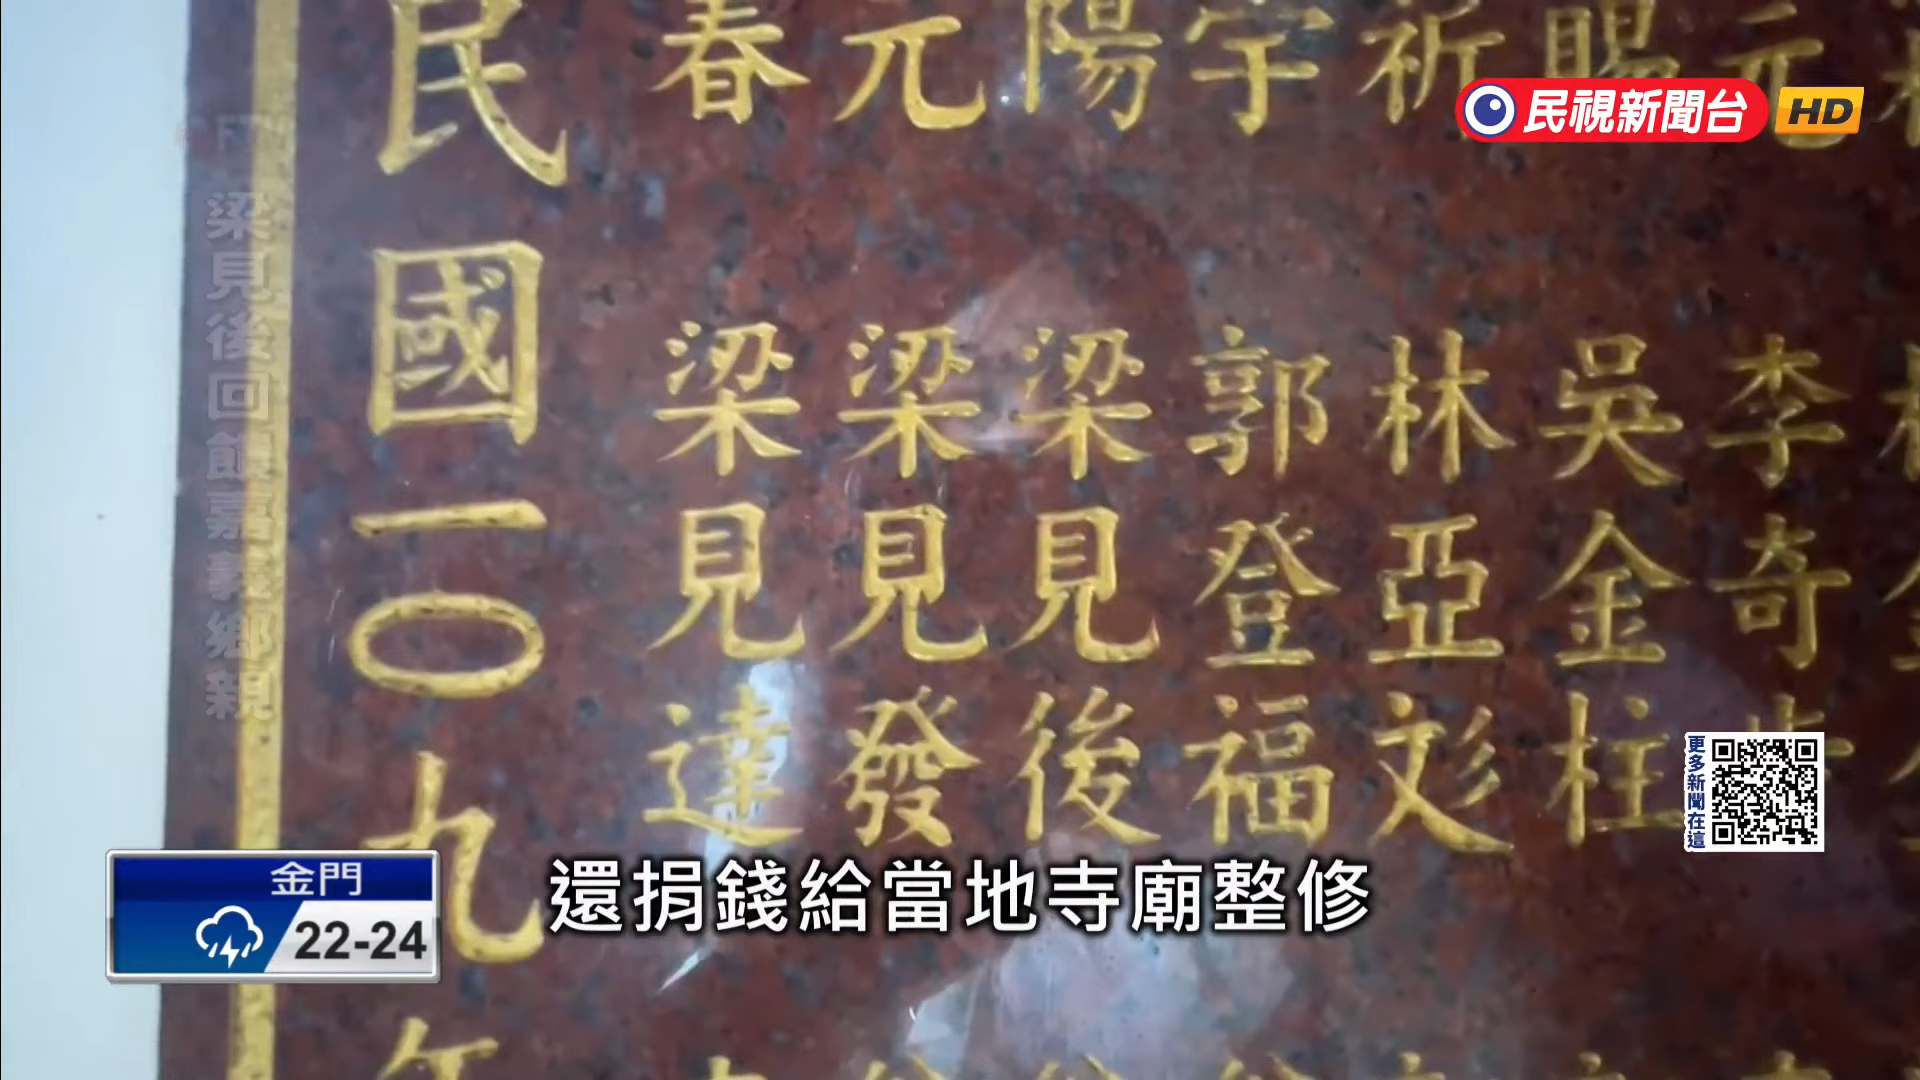 民視新聞台 HD
梁見後回饋嘉義鄉親
民國一〇九年
春
元
陽
宇
祈
賜
元
梁見達
梁見發
梁見後
郭登福
林亞彣
吳金柱
李奇
更多新聞在這
金門
22-24
還捐錢給當地寺廟整修